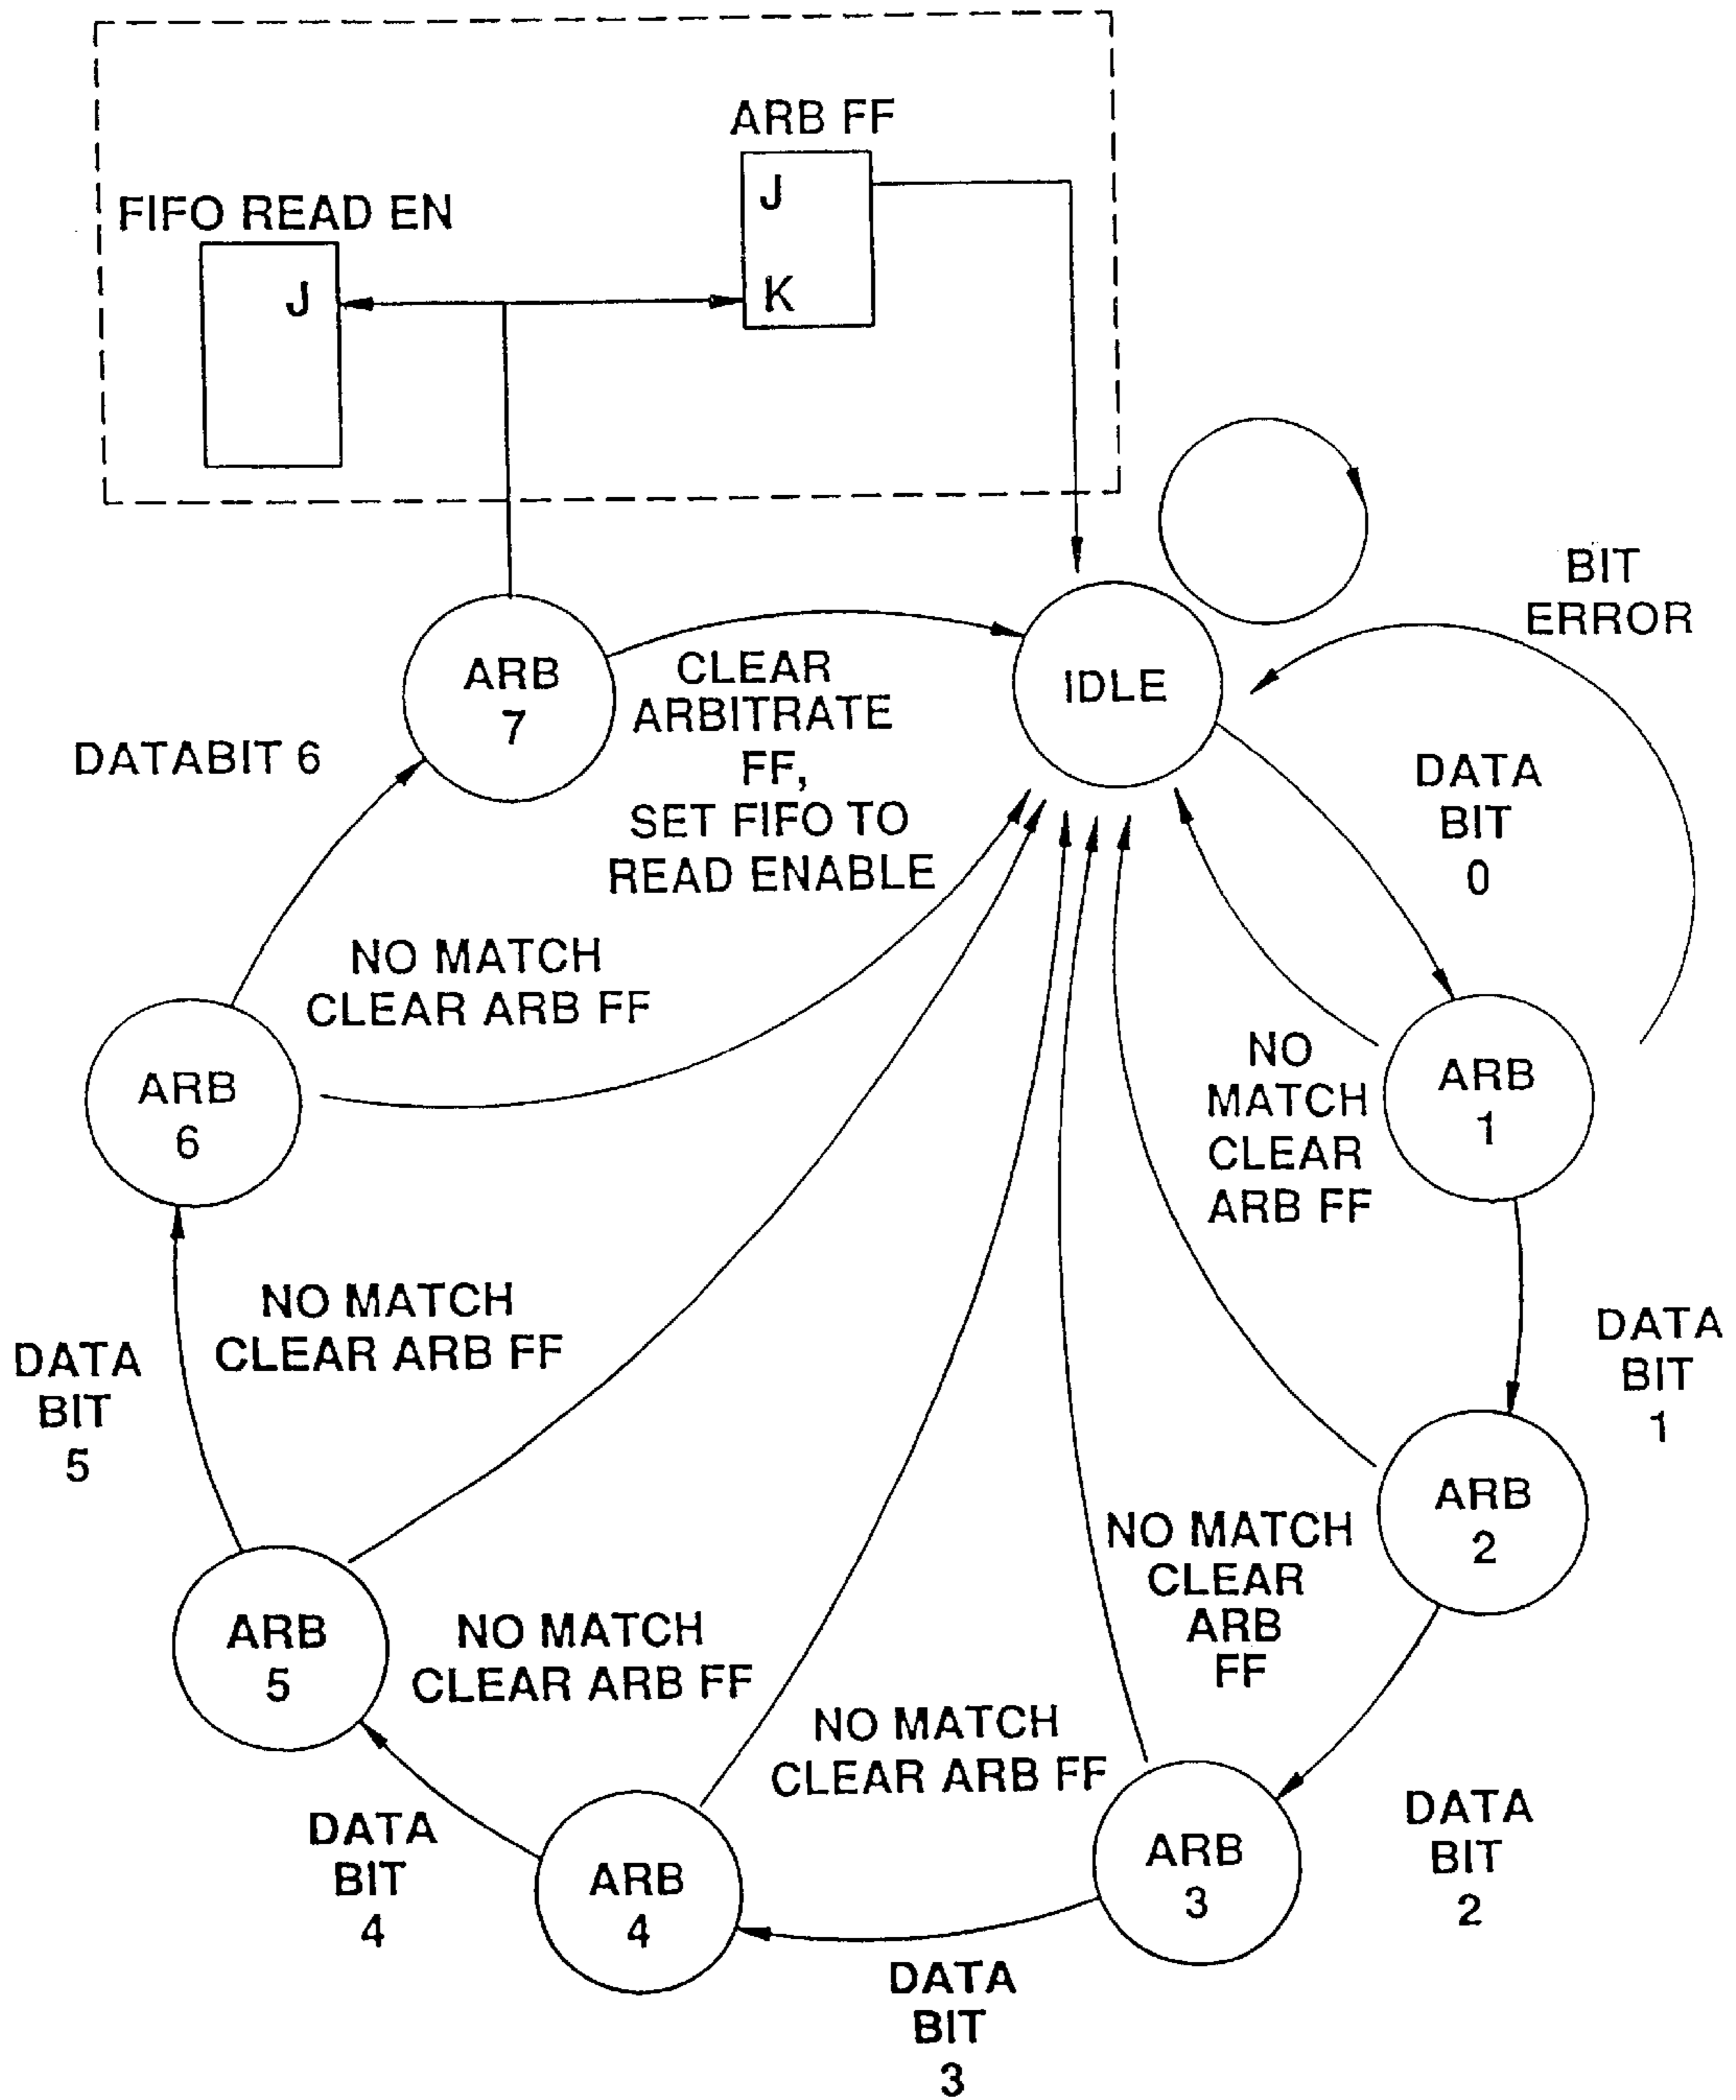 ARB FF
J
K
FIFO READ EN
J
BIT
ERROR
IDLE
ARB
7
CLEAR
ARBITRATE
FF,
SET FIFO TO
READ ENABLE
DATABIT 6
DATA
BIT
0
NO MATCH
CLEAR ARB FF
ARB
6
NO
MATCH
CLEAR
ARB FF
ARB
1
NO MATCH
CLEAR ARB FF
DATA
BIT
5
DATA
BIT
1
ARB
2
NO MATCH
CLEAR
ARB
FF
ARB
5
NO MATCH
CLEAR ARB FF
NO MATCH
CLEAR ARB FF
DATA
BIT
4
ARB
4
ARB
3
DATA
BIT
2
DATA
BIT
3